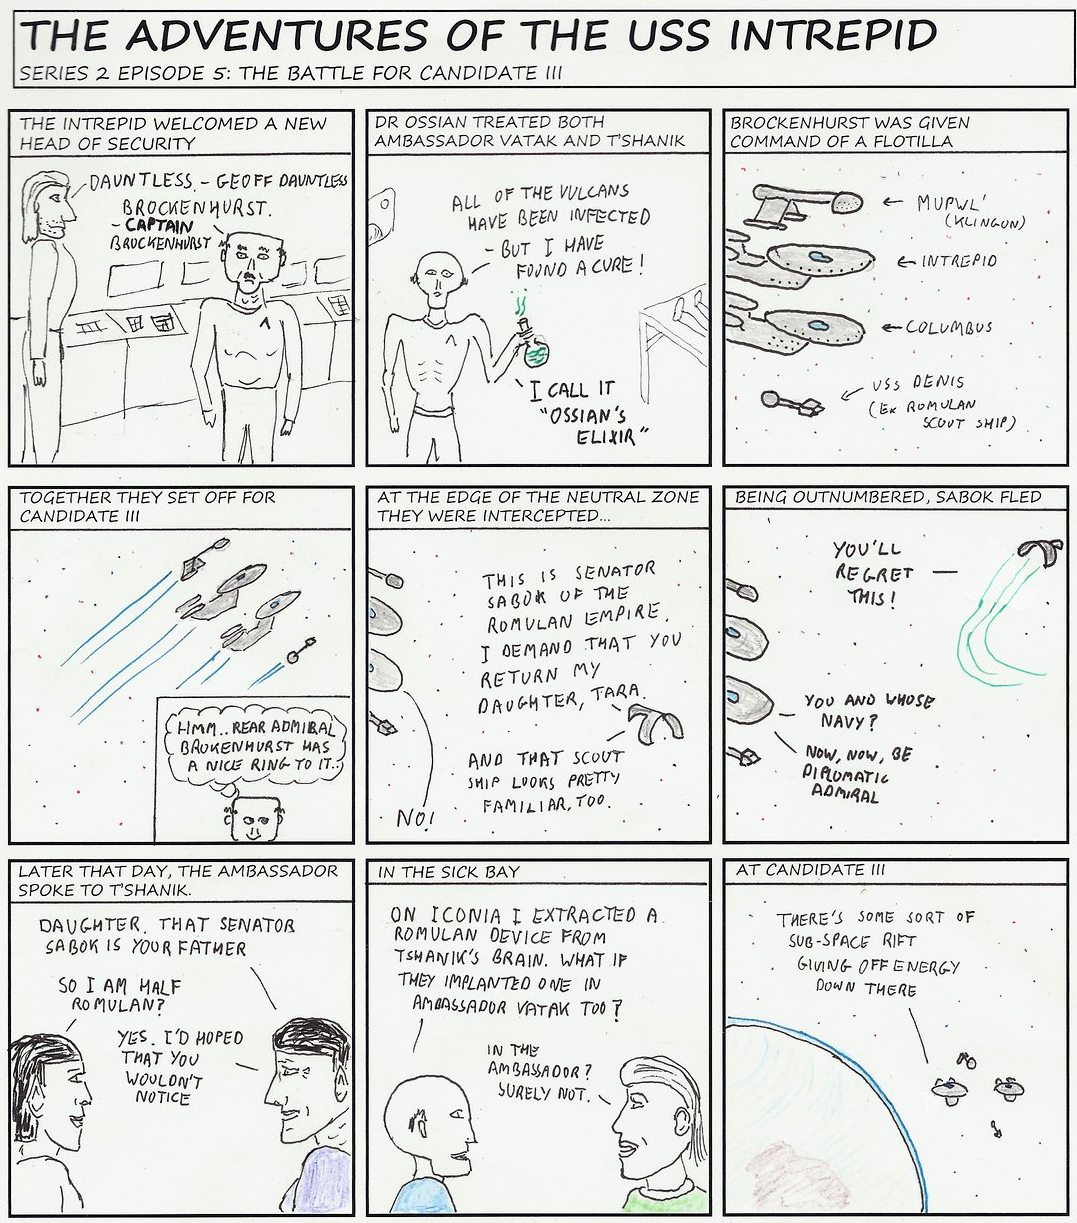 THE ADVENTURES OF THE USS INTREPID
SERIES 2 EPISODE 5: THE BATTLE FOR CANDIDATE III
THE INTREPID WELCOMED A NEW
HEAD OF SECURITY
DAUNTLESS. - GEOFF DAUNTLESS
BROCKENHURST.
- CAPTAIN
BROCKENHURST
DR OSSIAN TREATED BOTH
AMBASSADOR VATAK AND T'SHANIK
ALL OF THE VULCANS
HAVE BEEN INFECTED
- BUT I HAVE
FOUND A CURE!
I CALL IT
"OSSIAN'S
ELIXIR"
BROCKENHURST WAS GIVEN
COMMAND OF A FLOTILLA
MUPWL'
(KLINGON)
INTREPID
COLUMBUS
USS DENIS
(EX ROMULAN
SCOUT SHIP)
TOGETHER THEY SET OFF FOR
CANDIDATE III
HMM.. REAR ADMIRAL
BROKENHURST HAS
A NICE RING TO IT..
AT THE EDGE OF THE NEUTRAL ZONE
THEY WERE INTERCEPTED...
THIS IS SENATOR
SABOK OF THE
ROMULAN EMPIRE.
I DEMAND THAT YOU
RETURN MY
DAUGHTER, TARA.
AND THAT SCOUT
SHIP LOOKS PRETTY
FAMILIAR, TOO.
NO!
BEING OUTNUMBERED, SABOK FLED
YOU'LL
REGRET
THIS!
YOU AND WHOSE
NAVY?
NOW, NOW, BE
DIPLOMATIC
ADMIRAL
LATER THAT DAY, THE AMBASSADOR
SPOKE TO T'SHANIK.
DAUGHTER. THAT SENATOR
SABOK IS YOUR FATHER
SO I AM HALF
ROMULAN?
YES. I'D HOPED
THAT YOU
WOULDN'T
NOTICE
IN THE SICK BAY
ON ICONIA I EXTRACTED A
ROMULAN DEVICE FROM
TSHANIK'S BRAIN. WHAT IF
THEY IMPLANTED ONE IN
AMBASSADOR VATAK TOO?
IN THE
AMBASSADOR?
SURELY NOT.
AT CANDIDATE III
THERE'S SOME SORT OF
SUB-SPACE RIFT
GIVING OFF ENERGY
DOWN THERE